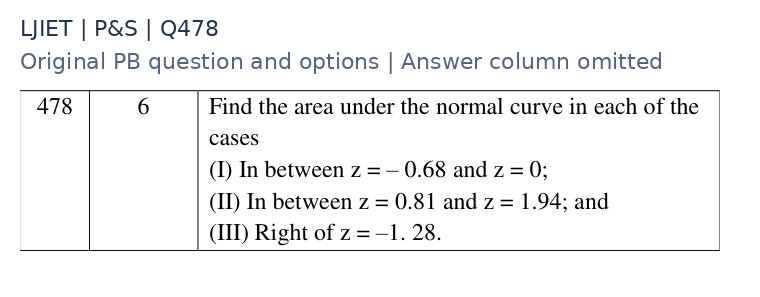 LJIET | P&S | Q478
Original PB question and options | Answer column omitted
478 6 Find the area under the normal curve in each of the
cases
(I) In between z = – 0.68 and z = 0;
(II) In between z = 0.81 and z = 1.94; and
(III) Right of z = –1. 28.